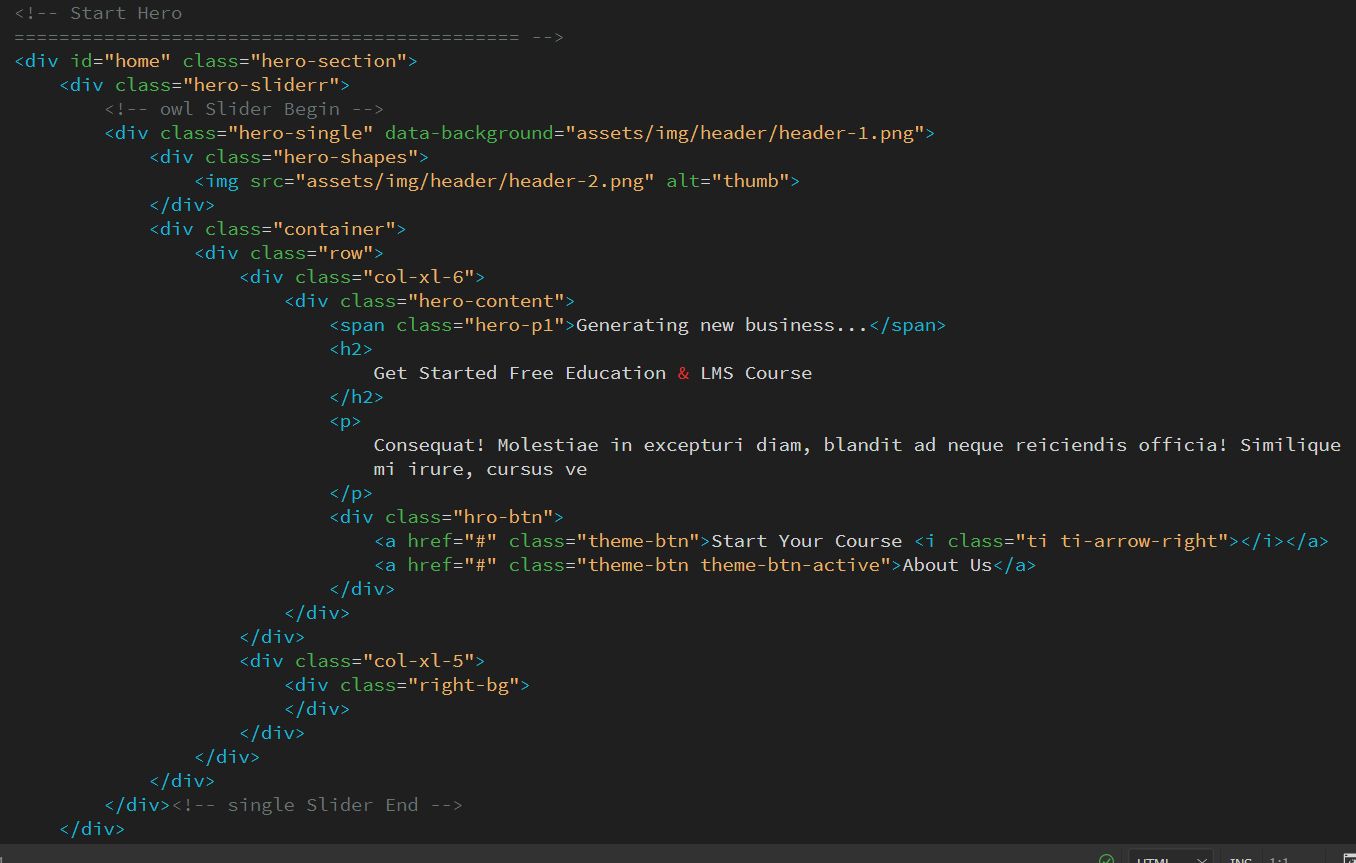 <!-- Start Hero
============================================= -->
<div id="home" class="hero-section">
    <div class="hero-sliderr">
        <!-- owl Slider Begin -->
        <div class="hero-single" data-background="assets/img/header/header-1.png">
            <div class="hero-shapes">
                <img src="assets/img/header/header-2.png" alt="thumb">
            </div>
            <div class="container">
                <div class="row">
                    <div class="col-xl-6">
                        <div class="hero-content">
                            <span class="hero-p1">Generating new business...</span>
                            <h2>
                                Get Started Free Education & LMS Course
                            </h2>
                            <p>
                                Consequat! Molestiae in excepturi diam, blandit ad neque reiciendis officia! Similique
                                mi irure, cursus ve
                            </p>
                            <div class="hro-btn">
                                <a href="#" class="theme-btn">Start Your Course <i class="ti ti-arrow-right"></i></a>
                                <a href="#" class="theme-btn theme-btn-active">About Us</a>
                            </div>
                        </div>
                    </div>
                    <div class="col-xl-5">
                        <div class="right-bg">
                        </div>
                    </div>
                </div>
            </div>
        </div><!-- single Slider End -->
    </div>
HTML INS 1:1